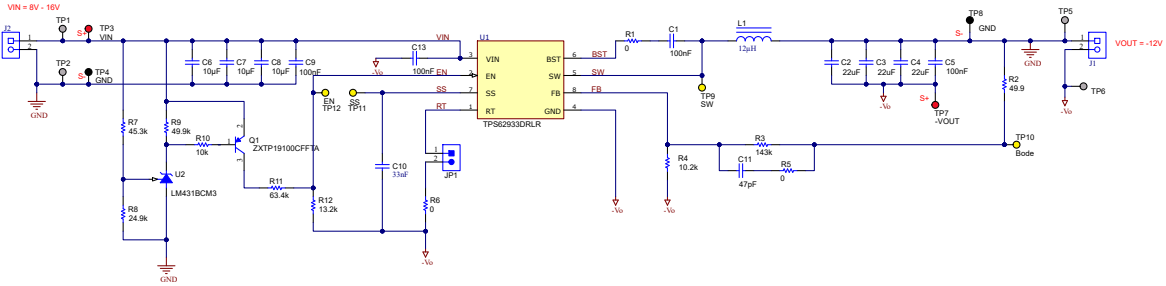 VIN = 8V - 16V
J2
1
2
TP1
S+
TP3
VIN
TP2
S-
TP4
GND
GND
R7
45.3k
R8
24.9k
R9
49.9k
R10
10k
U2
LM431BCM3
GND
Q1
ZXTP19100CFFTA
1
2
3
C6
10µF
C7
10µF
C8
10µF
C9
100nF
R11
63.4k
R12
13.2k
EN
TP12
SS
TP11
C13
100nF
-Vo
C10
33nF
VIN
EN
SS
RT
U1
3
2
7
1
VIN
EN
SS
RT
BST
SW
FB
GND
6
5
8
4
TPS62933DRLR
BST
SW
FB
1
2
JP1
R6
0
-Vo
-Vo
R1
0
C1
100nF
TP9
SW
L1
12µH
R4
10.2k
-Vo
R3
143k
C11
47pF
R5
0
C2
22uF
C3
22uF
C4
22uF
C5
100nF
-Vo
S+
TP7
-VOUT
TP8
S-
GND
R2
49.9
TP10
Bode
GND
TP5
1
2
J1
VOUT = -12V
TP6
-Vo